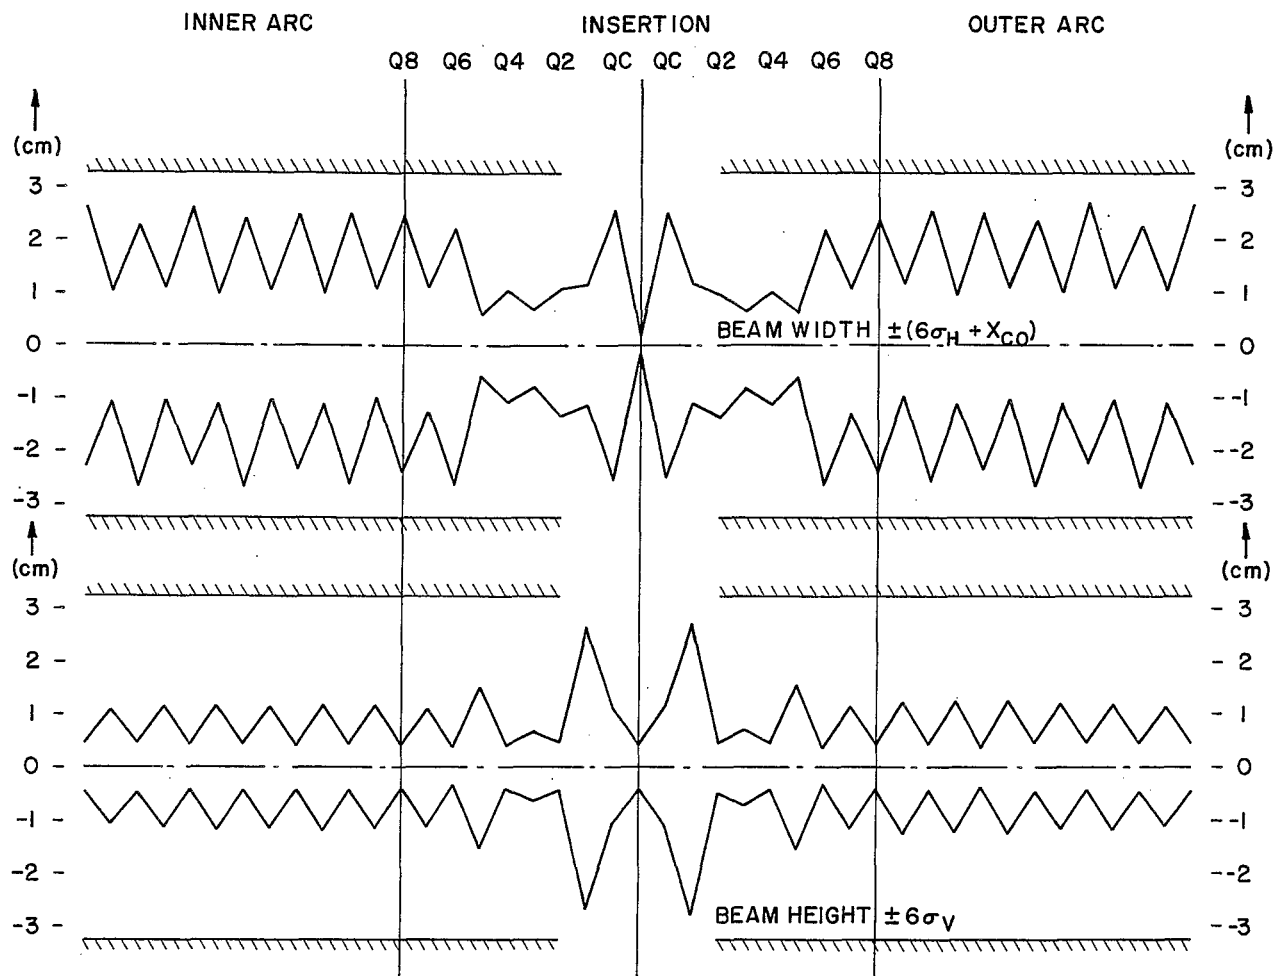 INNER ARC INSERTION OUTER ARC
Q8 Q6 Q4 Q2 QC QC Q2 Q4 Q6 Q8
(cm) (cm)
3 - - 3
2 - - 2
1 - - 1
BEAM WIDTH ±(6σH + XCO)
0 - - 0
-1 - - -1
-2 - - -2
-3 - - -3
(cm) (cm)
3 - - 3
2 - - 2
1 - - 1
0 - - 0
-1 - - -1
-2 - - -2
BEAM HEIGHT ±6σV
-3 - - -3